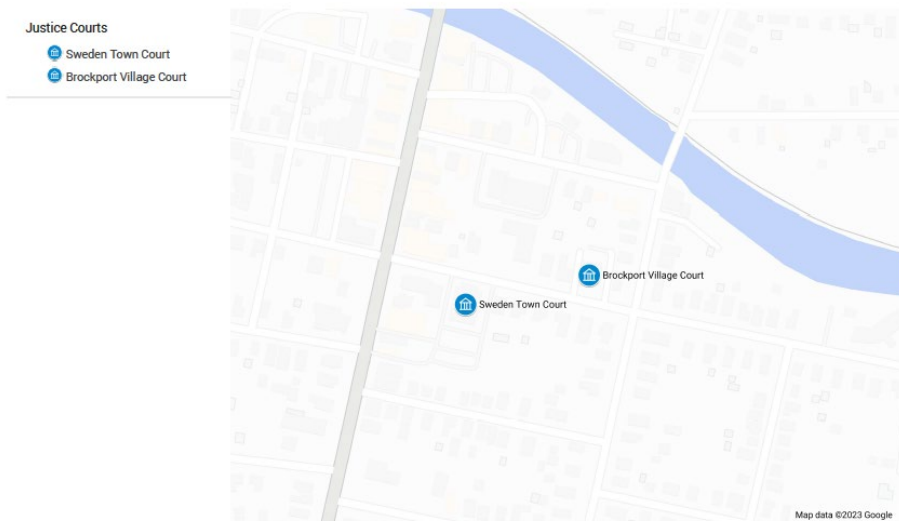 Justice Courts
Sweden Town Court
Brockport Village Court
Brockport Village Court
Sweden Town Court
Map data ©2023 Google